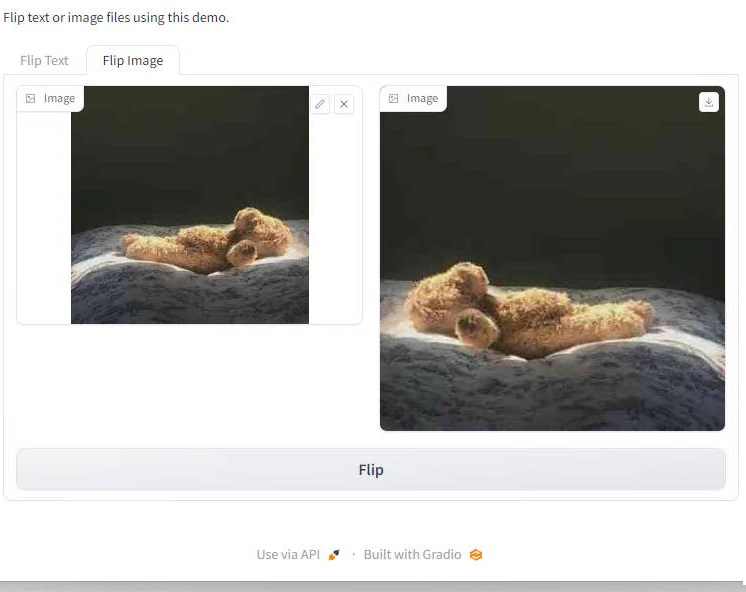 Flip text or image files using this demo.
Flip Text
Flip Image
Image
Image
Flip
Use via API · Built with Gradio